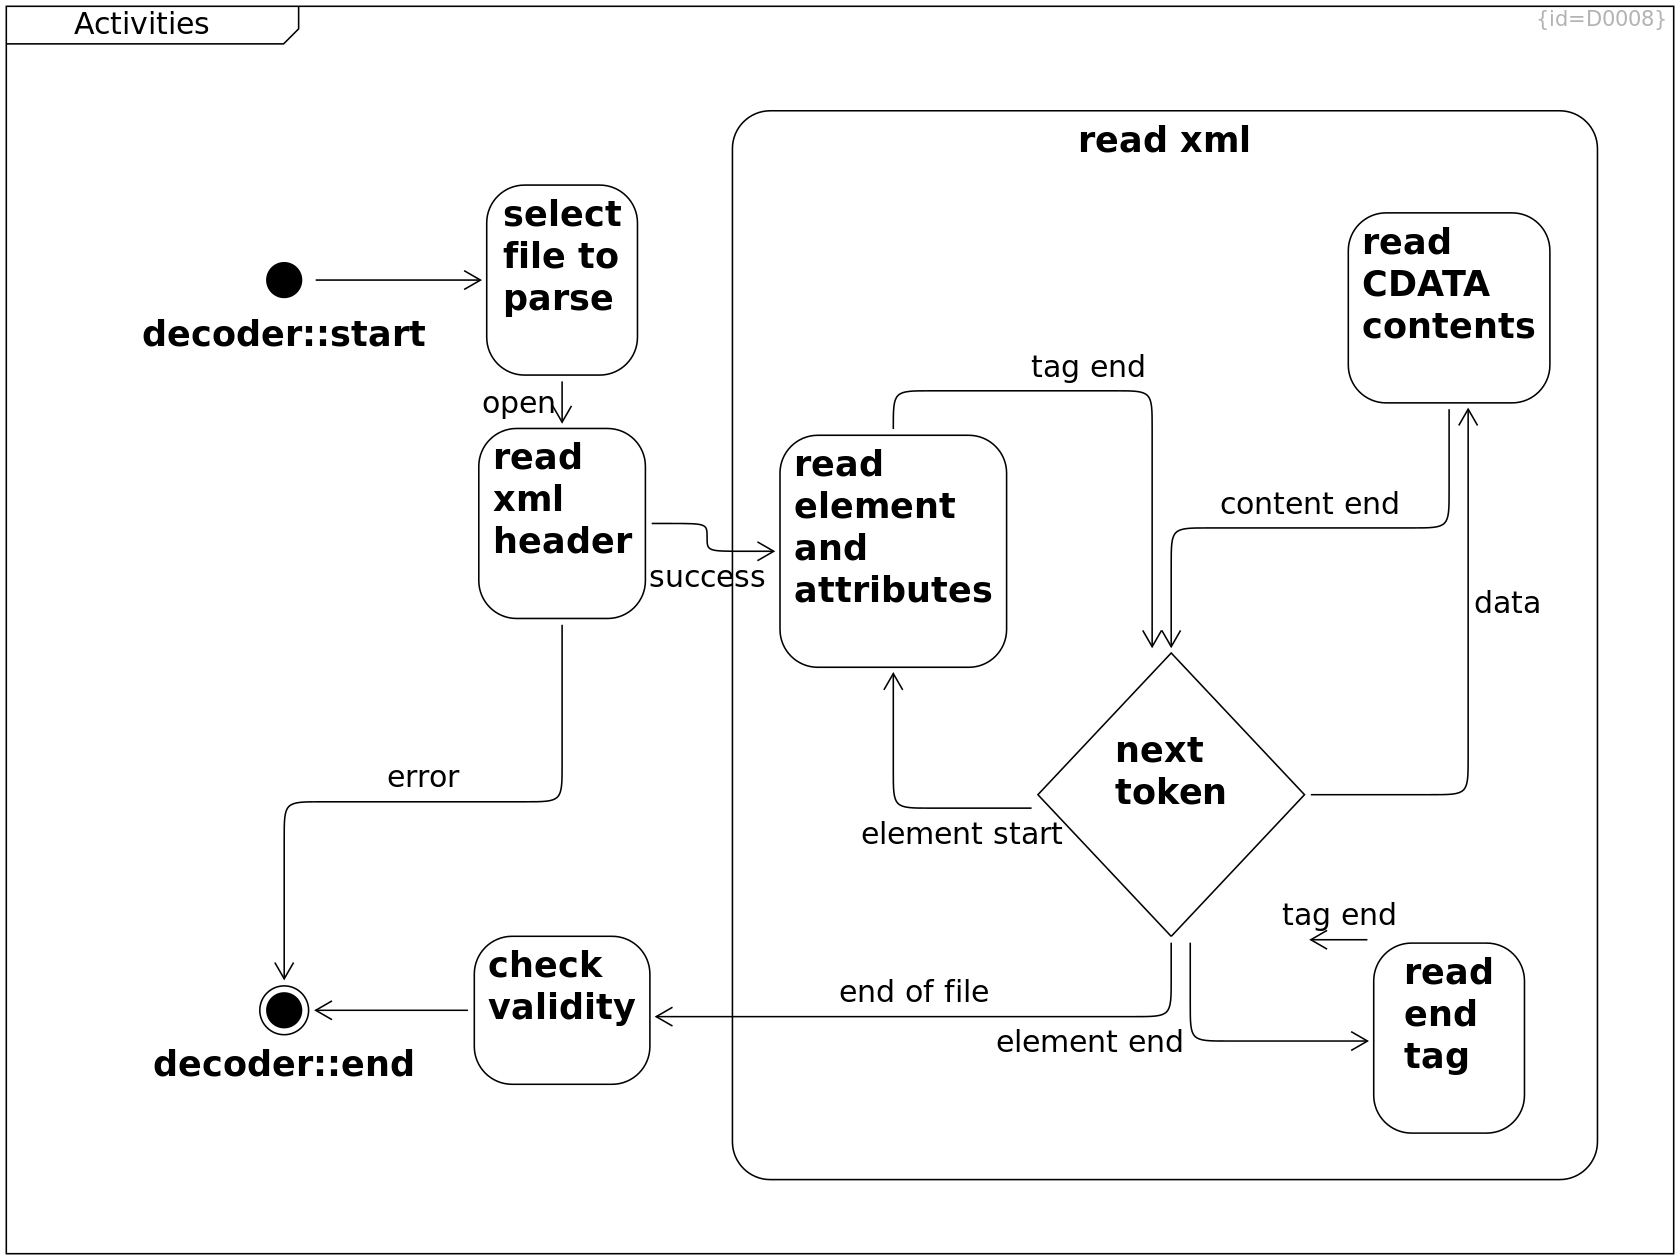 Activities
{id=D0008}
read xml
select
file to
parse
decoder::start
open
read
xml
header
success
read
element
and
attributes
tag end
read
CDATA
contents
content end
data
next
token
element start
error
tag end
read
end
tag
element end
end of file
check
validity
decoder::end